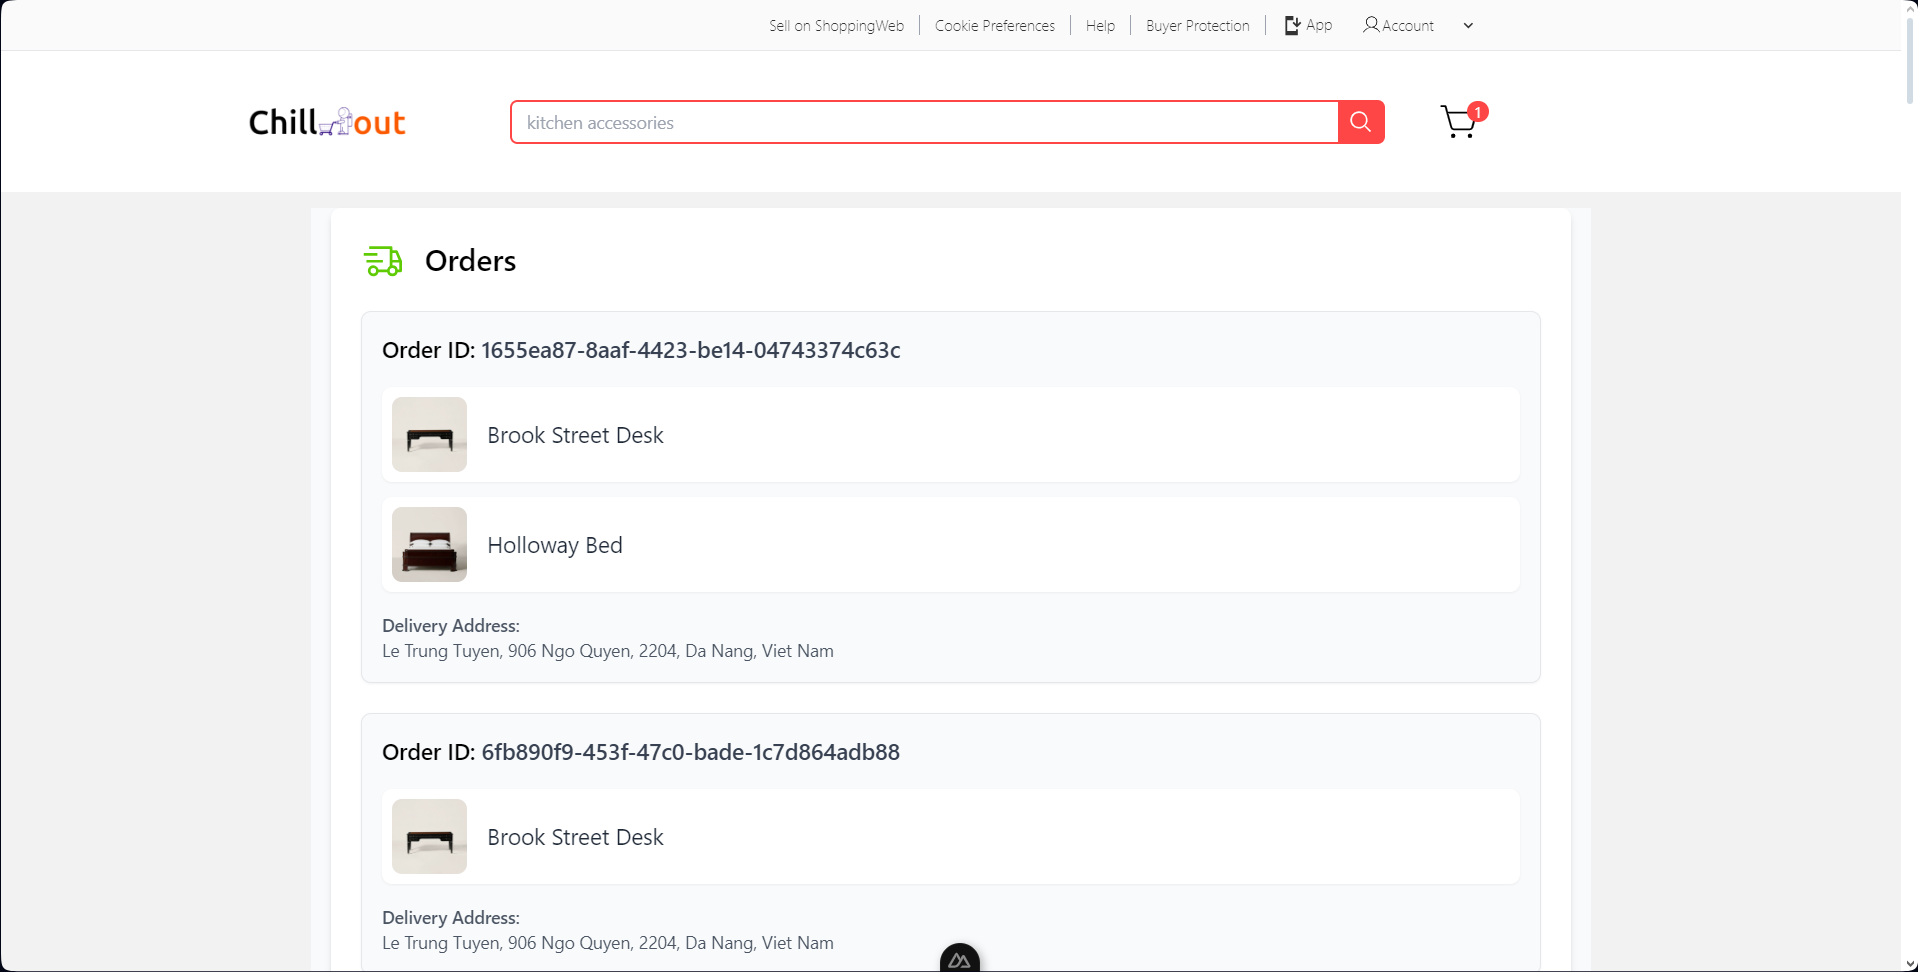 Sell on ShoppingWeb
Cookie Preferences
Help
Buyer Protection
App
Account
Chillout
kitchen accessories
1
Orders
Order ID: 1655ea87-8aaf-4423-be14-04743374c63c
Brook Street Desk
Holloway Bed
Delivery Address:
Le Trung Tuyen, 906 Ngo Quyen, 2204, Da Nang, Viet Nam
Order ID: 6fb890f9-453f-47c0-bade-1c7d864adb88
Brook Street Desk
Delivery Address:
Le Trung Tuyen, 906 Ngo Quyen, 2204, Da Nang, Viet Nam